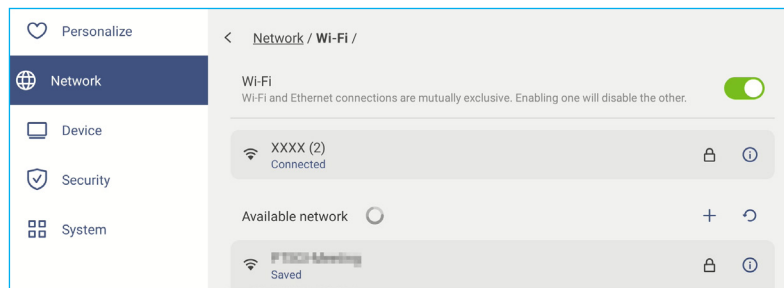 Personalize
Network
Device
Security
System
Network / Wi-Fi /
Wi-Fi
Wi-Fi and Ethernet connections are mutually exclusive. Enabling one will disable the other.
XXXX (2)
Connected
Available network
Saved